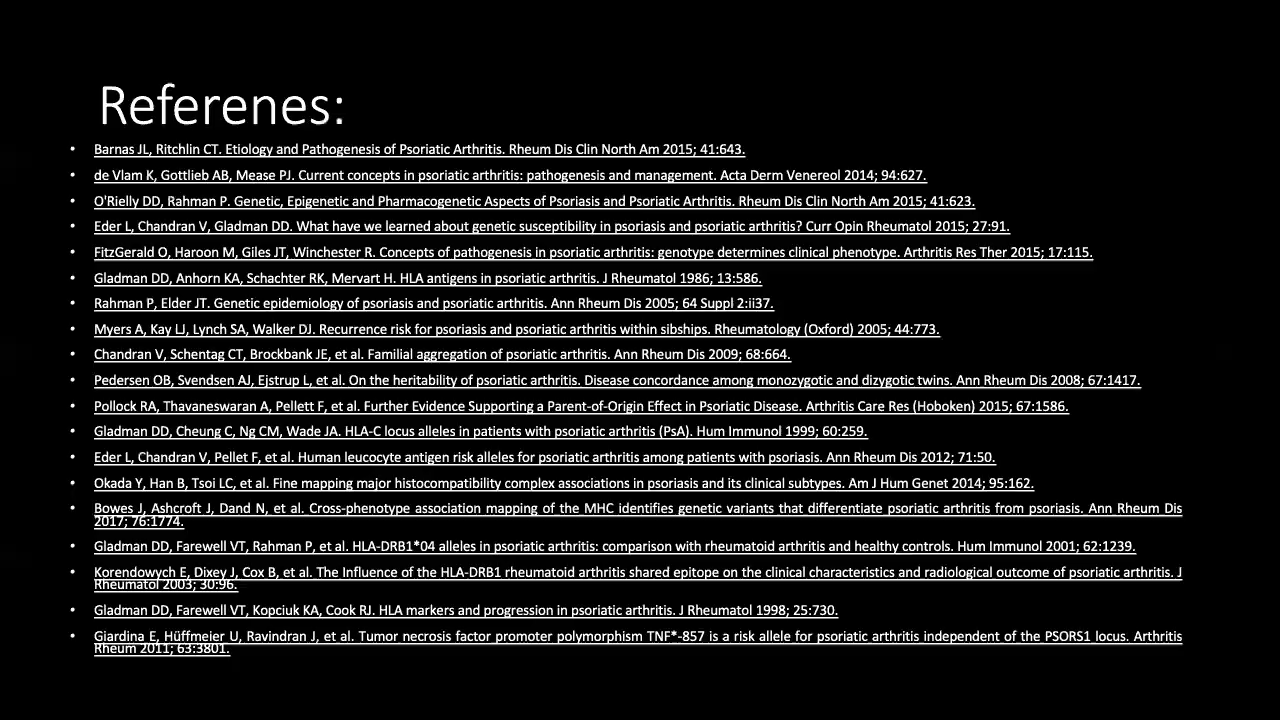 Referenes:
• Barnas JL, Ritchlin CT. Etiology and Pathogenesis of Psoriatic Arthritis. Rheum Dis Clin North Am 2015; 41:643.
• de Vlam K, Gottlieb AB, Mease PJ. Current concepts in psoriatic arthritis: pathogenesis and management. Acta Derm Venereol 2014; 94:627.
• O'Rielly DD, Rahman P. Genetic, Epigenetic and Pharmacogenetic Aspects of Psoriasis and Psoriatic Arthritis. Rheum Dis Clin North Am 2015; 41:623.
• Eder L, Chandran V, Gladman DD. What have we learned about genetic susceptibility in psoriasis and psoriatic arthritis? Curr Opin Rheumatol 2015; 27:91.
• FitzGerald O, Haroon M, Giles JT, Winchester R. Concepts of pathogenesis in psoriatic arthritis: genotype determines clinical phenotype. Arthritis Res Ther 2015; 17:115.
• Gladman DD, Anhorn KA, Schachter RK, Mervart H. HLA antigens in psoriatic arthritis. J Rheumatol 1986; 13:586.
• Rahman P, Elder JT. Genetic epidemiology of psoriasis and psoriatic arthritis. Ann Rheum Dis 2005; 64 Suppl 2:ii37.
• Myers A, Kay LJ, Lynch SA, Walker DJ. Recurrence risk for psoriasis and psoriatic arthritis within sibships. Rheumatology (Oxford) 2005; 44:773.
• Chandran V, Schentag CT, Brockbank JE, et al. Familial aggregation of psoriatic arthritis. Ann Rheum Dis 2009; 68:664.
• Pedersen OB, Svendsen AJ, Ejstrup L, et al. On the heritability of psoriatic arthritis. Disease concordance among monozygotic and dizygotic twins. Ann Rheum Dis 2008; 67:1417.
• Pollock RA, Thavaneswaran A, Pellett F, et al. Further Evidence Supporting a Parent-of-Origin Effect in Psoriatic Disease. Arthritis Care Res (Hoboken) 2015; 67:1586.
• Gladman DD, Cheung C, Ng CM, Wade JA. HLA-C locus alleles in patients with psoriatic arthritis (PsA). Hum Immunol 1999; 60:259.
• Eder L, Chandran V, Pellet F, et al. Human leucocyte antigen risk alleles for psoriatic arthritis among patients with psoriasis. Ann Rheum Dis 2012; 71:50.
• Okada Y, Han B, Tsoi LC, et al. Fine mapping major histocompatibility complex associations in psoriasis and its clinical subtypes. Am J Hum Genet 2014; 95:162.
• Bowes J, Ashcroft J, Dand N, et al. Cross-phenotype association mapping of the MHC identifies genetic variants that differentiate psoriatic arthritis from psoriasis. Ann Rheum Dis
2017; 76:1774.
• Gladman DD, Farewell VT, Rahman P, et al. HLA-DRB1*04 alleles in psoriatic arthritis: comparison with rheumatoid arthritis and healthy controls. Hum Immunol 2001; 62:1239.
• Korendowych E, Dixey J, Cox B, et al. The Influence of the HLA-DRB1 rheumatoid arthritis shared epitope on the clinical characteristics and radiological outcome of psoriatic arthritis. J
Rheumatol 2003; 30:96.
• Gladman DD, Farewell VT, Kopciuk KA, Cook RJ. HLA markers and progression in psoriatic arthritis. J Rheumatol 1998; 25:730.
• Giardina E, Hüffmeier U, Ravindran J, et al. Tumor necrosis factor promoter polymorphism TNF*-857 is a risk allele for psoriatic arthritis independent of the PSORS1 locus. Arthritis
Rheum 2011; 63:3801.